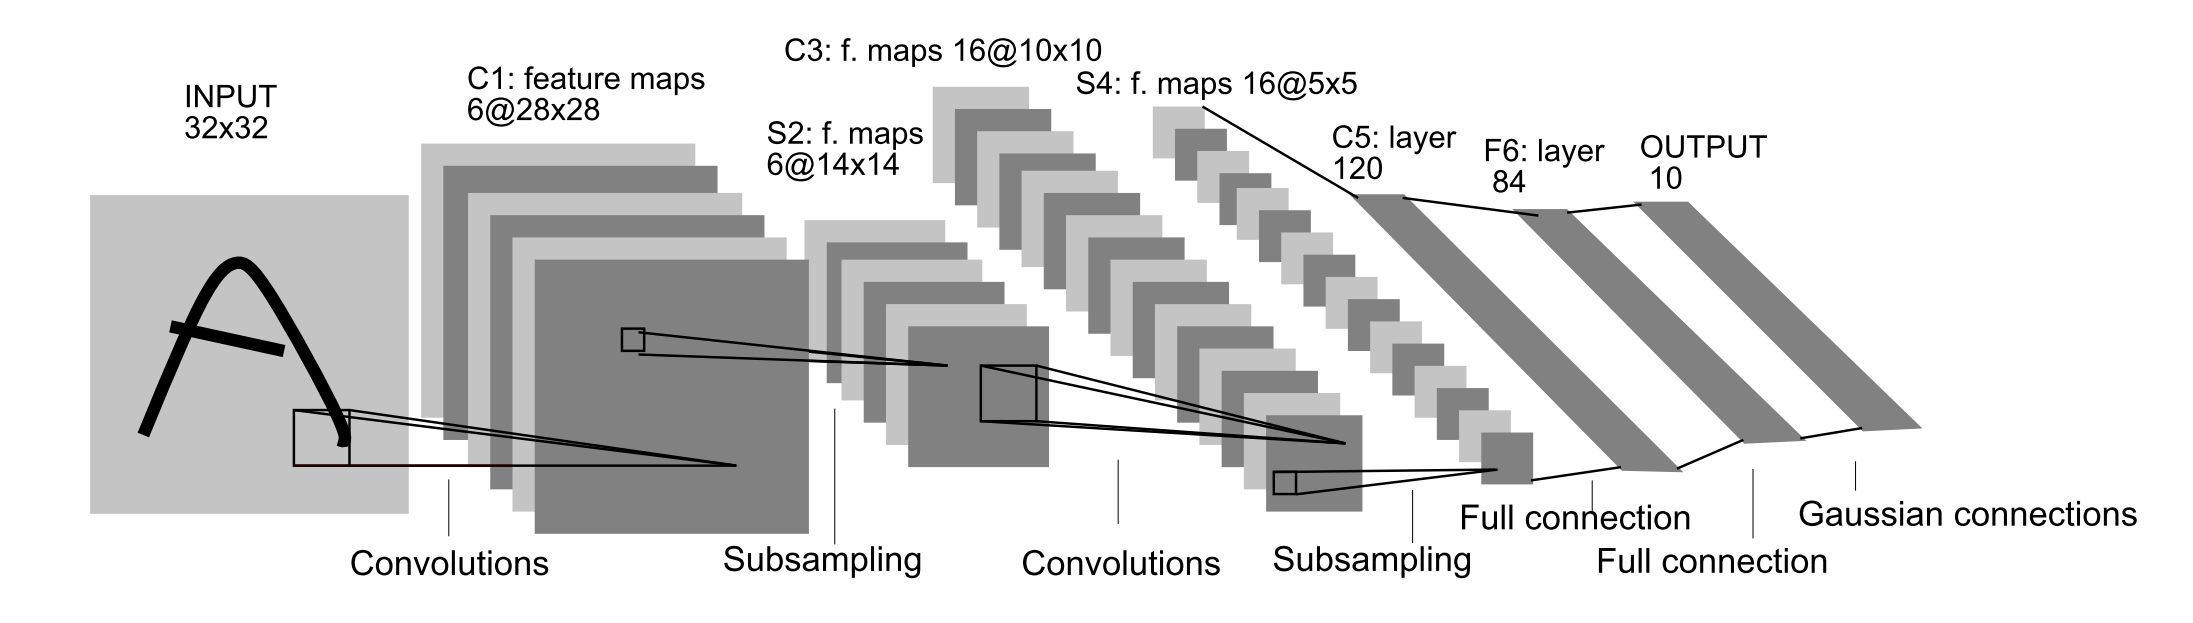 INPUT
32x32
C1: feature maps
6@28x28
S2: f. maps
6@14x14
C3: f. maps 16@10x10
S4: f. maps 16@5x5
C5: layer
120
F6: layer
84
OUTPUT
10
Convolutions
Subsampling
Convolutions
Subsampling
Full connection
Full connection
Gaussian connections